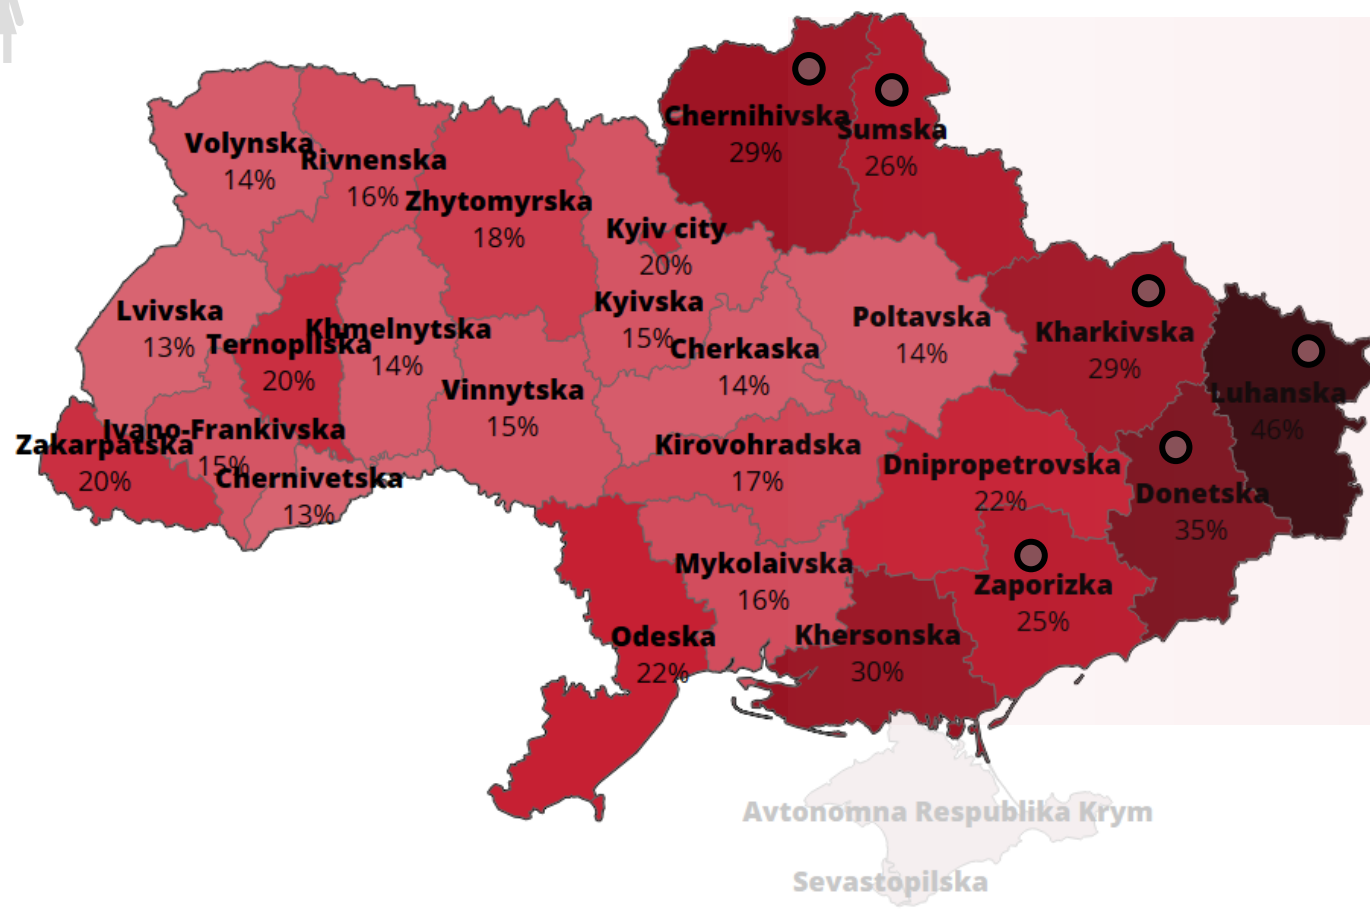 Chernihivska
29%
Sumska
26%
Volynska
14%
Rivnenska
16%
Zhytomyrska
18%
Kyiv city
20%
Kyivska
15%
Lvivska
13%
Ternopilska
20%
Khmelnytska
14%
Vinnytska
15%
Cherkaska
14%
Poltavska
14%
Kharkivska
29%
Luhanska
46%
Zakarpatska
20%
Ivano-Frankivska
15%
Chernivetska
13%
Kirovohradska
17%
Dnipropetrovska
22%
Donetska
35%
Mykolaivska
16%
Zaporizka
25%
Odeska
22%
Khersonska
30%
Avtonomna Respublika Krym
Sevastopilska